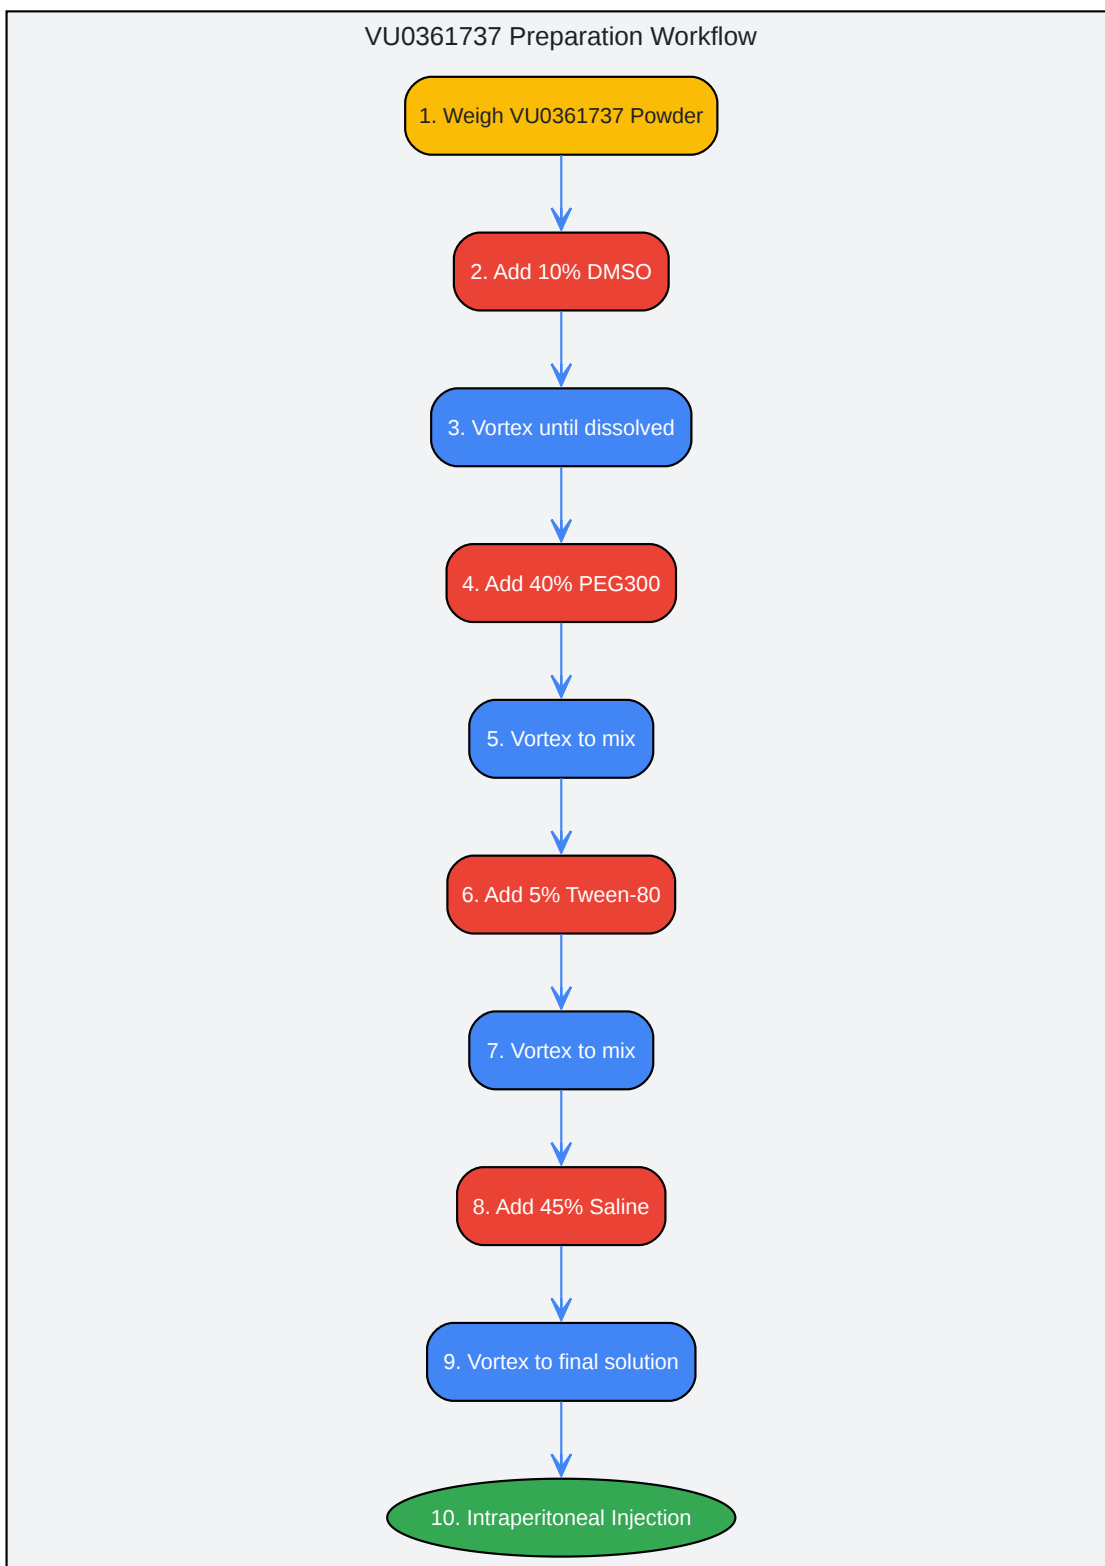 VU0361737 Preparation Workflow
1. Weigh VU0361737 Powder
2. Add 10% DMSO
3. Vortex until dissolved
4. Add 40% PEG300
5. Vortex to mix
6. Add 5% Tween-80
7. Vortex to mix
8. Add 45% Saline
9. Vortex to final solution
10. Intraperitoneal Injection